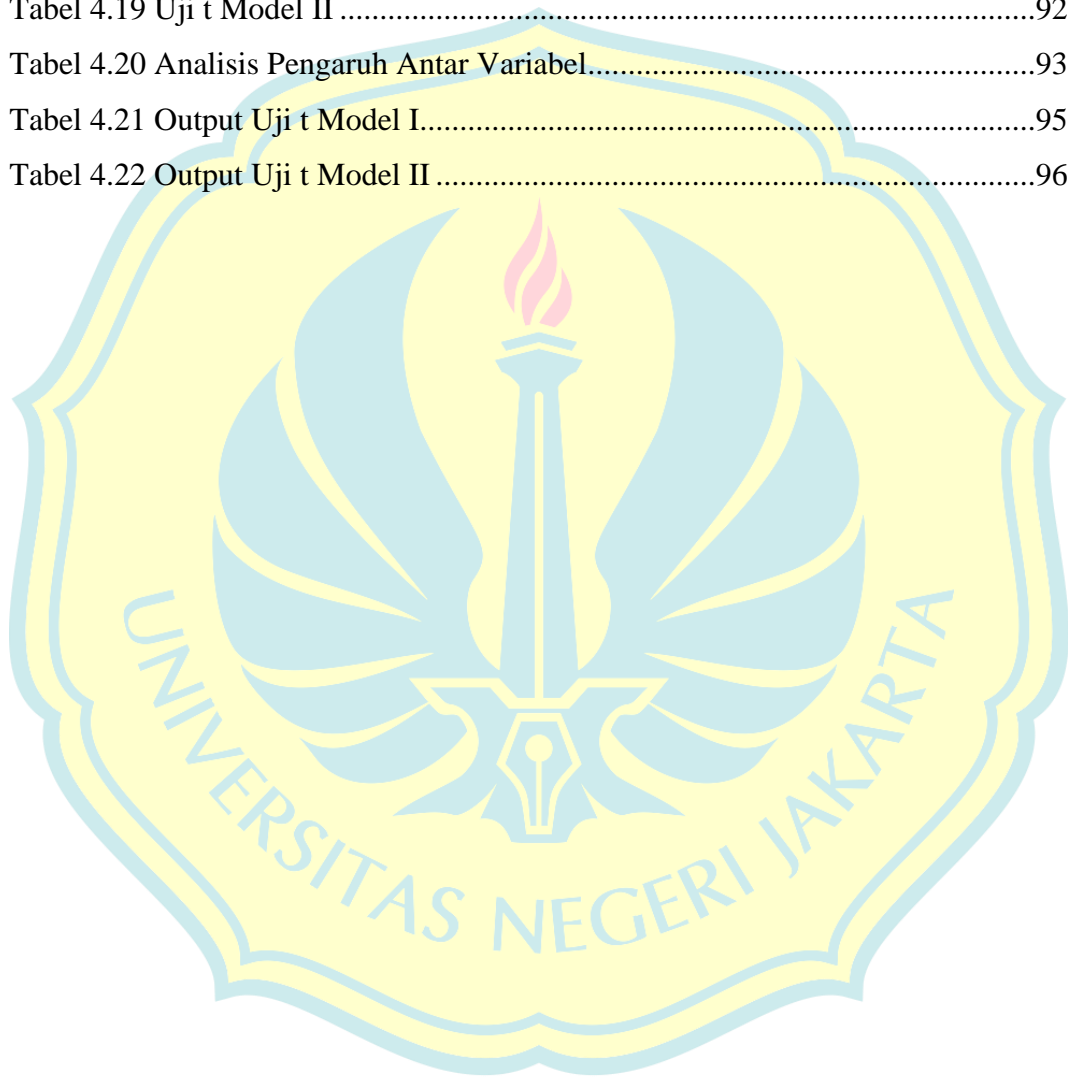 Tabel 4.19 Uji t Model II ....................................................................................92
Tabel 4.20 Analisis Pengaruh Antar Variabel......................................................93
Tabel 4.21 Output Uji t Model I..........................................................................95
Tabel 4.22 Output Uji t Model II ........................................................................96
UNIVERSITAS NEGERI JAKARTA